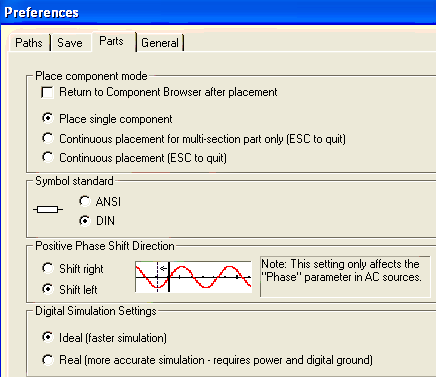 Preferences
Paths Save Parts General
Place component mode
Return to Component Browser after placement
Place single component
Continuous placement for multi-section part only (ESC to quit)
Continuous placement (ESC to quit)
Symbol standard
ANSI
DIN
Positive Phase Shift Direction
Shift right
Shift left
Note: This setting only affects the
"Phase" parameter in AC sources.
Digital Simulation Settings
Ideal (faster simulation)
Real (more accurate simulation - requires power and digital ground)